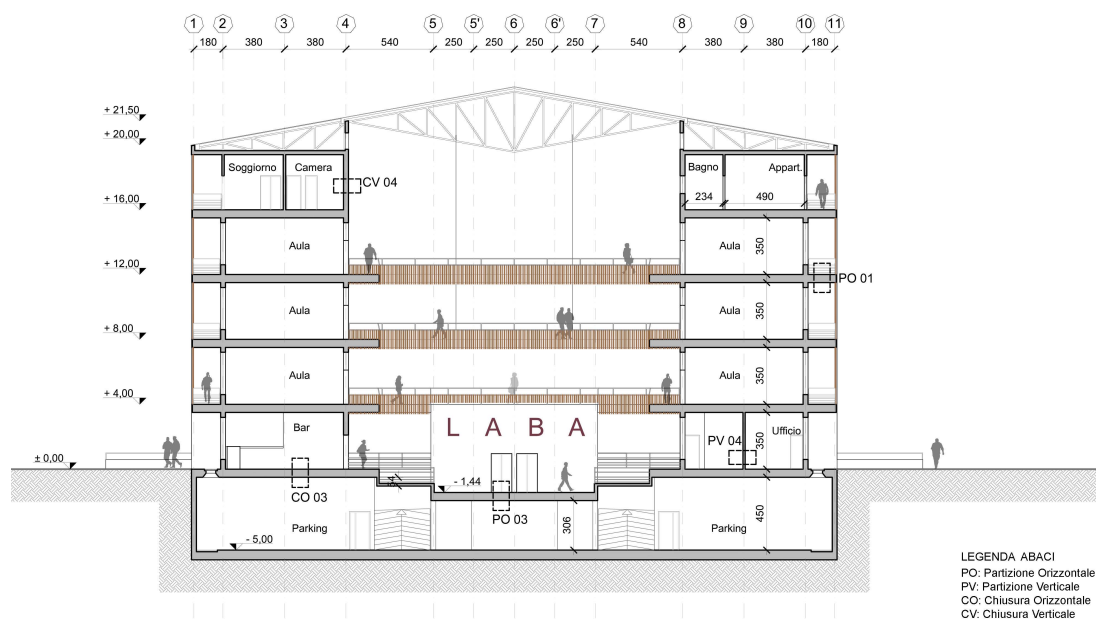 1 2 3 4 5 5' 6 6' 7 8 9 10 11
180 380 380 540 250 250 250 250 540 380 380 180
+ 21,50
+ 20,00
Soggiorno Camera Bagno Appart.
CV 04
234 490
+ 16,00
Aula Aula 350
+ 12,00
PO 01
Aula Aula 350
+ 8,00
Aula Aula 350
+ 4,00
L A B A
Bar PV 04 350 Ufficio
± 0,00
54 - 1,44
CO 03 PO 03
Parking 306 Parking 450
- 5,00
LEGENDA ABACI
PO: Partizione Orizzontale
PV: Partizione Verticale
CO: Chiusura Orizzontale
CV: Chiusura Verticale